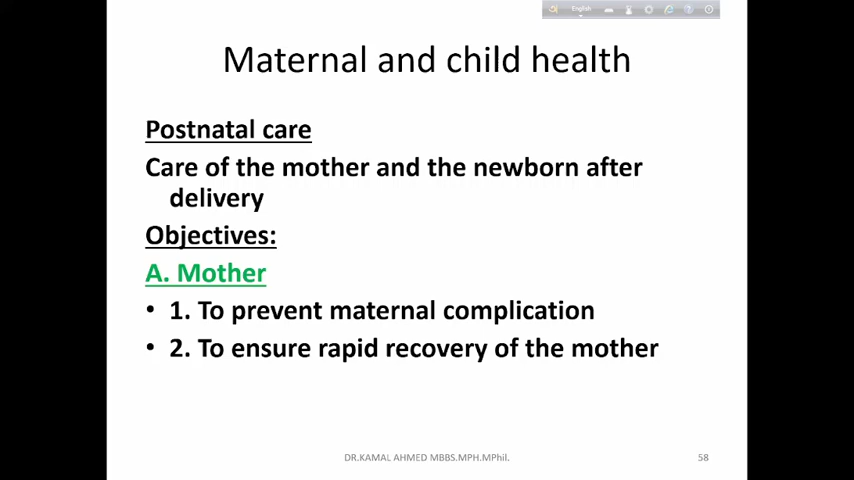 English
Maternal and child health
Postnatal care
Care of the mother and the newborn after
delivery
Objectives:
A. Mother
• 1. To prevent maternal complication
• 2. To ensure rapid recovery of the mother
DR.KAMAL AHMED MBBS.MPH.MPhil.
58